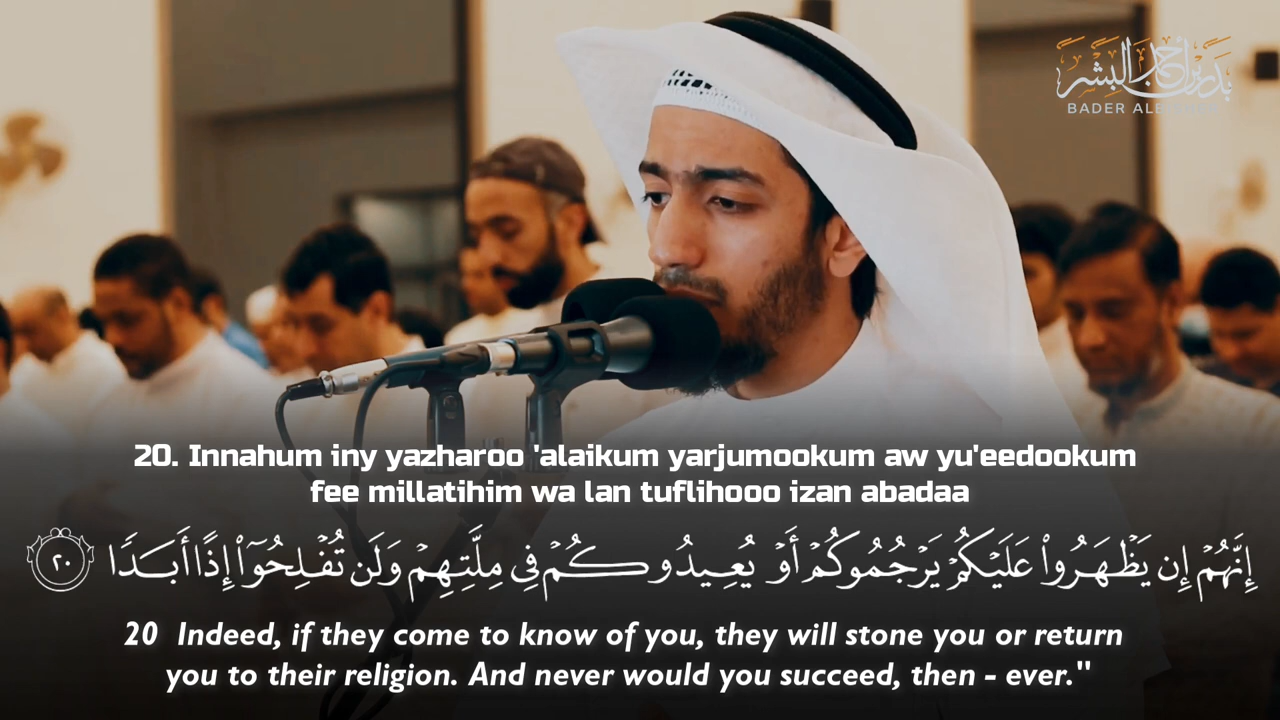 بدر بن أحمد البشر
BADER
20. Innahum iny yazharoo 'alaikum yarjumookum aw yu'eedookum
fee millatihim wa lan tuflihooo izan abadaa
إِنَّهُمْ إِن يَظْهَرُوا۟ عَلَيْكُمْ يَرْجُمُوكُمْ أَوْ يُعِيدُوكُمْ فِى مِلَّتِهِمْ وَلَن تُفْلِحُوٓا۟ إِذًا أَبَدًا ٢٠
20 Indeed, if they come to know of you, they will stone you or return
you to their religion. And never would you succeed, then - ever."